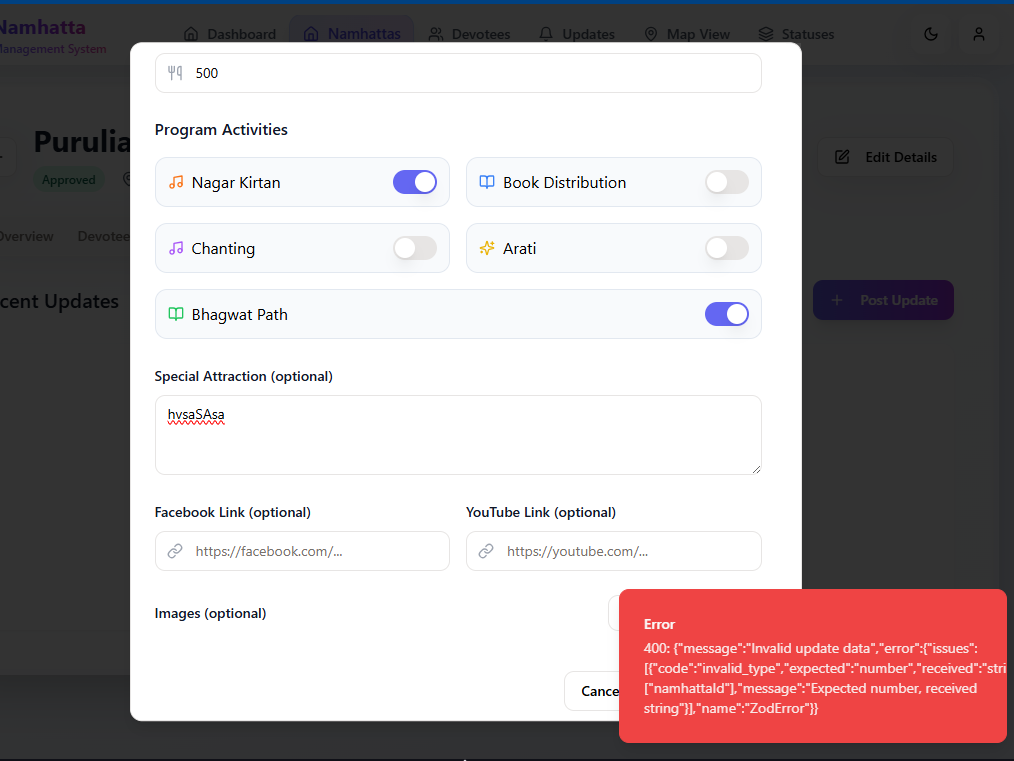 Namhatta
Management System
Dashboard
Namhattas
Devotees
Updates
Map View
Statuses
500
Program Activities
Purulia
Approved
Edit Details
Nagar Kirtan
Book Distribution
Overview
Devotee
Chanting
Arati
cent Updates
Post Update
Bhagwat Path
Special Attraction (optional)
hvsaSAsa
Facebook Link (optional)
YouTube Link (optional)
https://facebook.com/...
https://youtube.com/...
Images (optional)
Cance
Error
400: {"message":"Invalid update data","error":{"issues":
[{"code":"invalid_type","expected":"number","received":"stri
["namhattaId"],"message":"Expected number, received
string"}],"name":"ZodError"}}